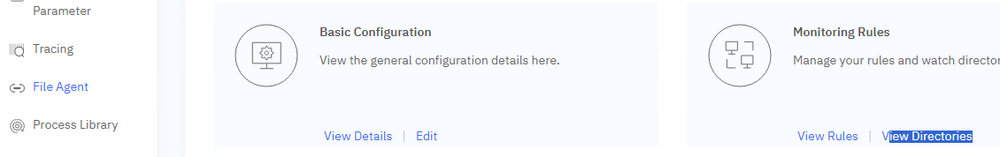 Parameter
Tracing
File Agent
Process Library
Basic Configuration
View the general configuration details here.
View Details | Edit
Monitoring Rules
Manage your rules and watch director
View Rules | View Directories